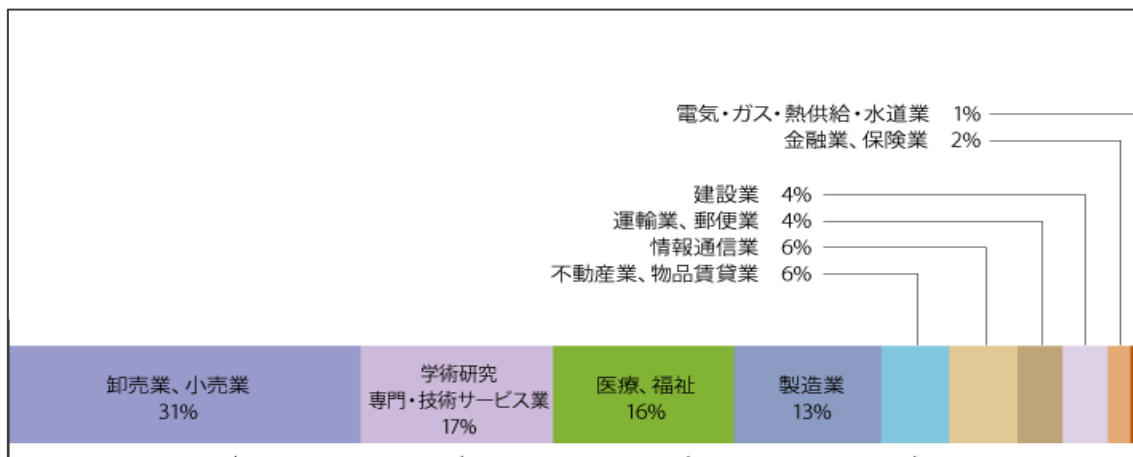 電気・ガス・熱供給・水道業 1%
金融業、保険業 2%
建設業 4%
運輸業、郵便業 4%
情報通信業 6%
不動産業、物品賃貸業 6%
卸売業、小売業
31%
学術研究
専門・技術サービス業
17%
医療、福祉
16%
製造業
13%